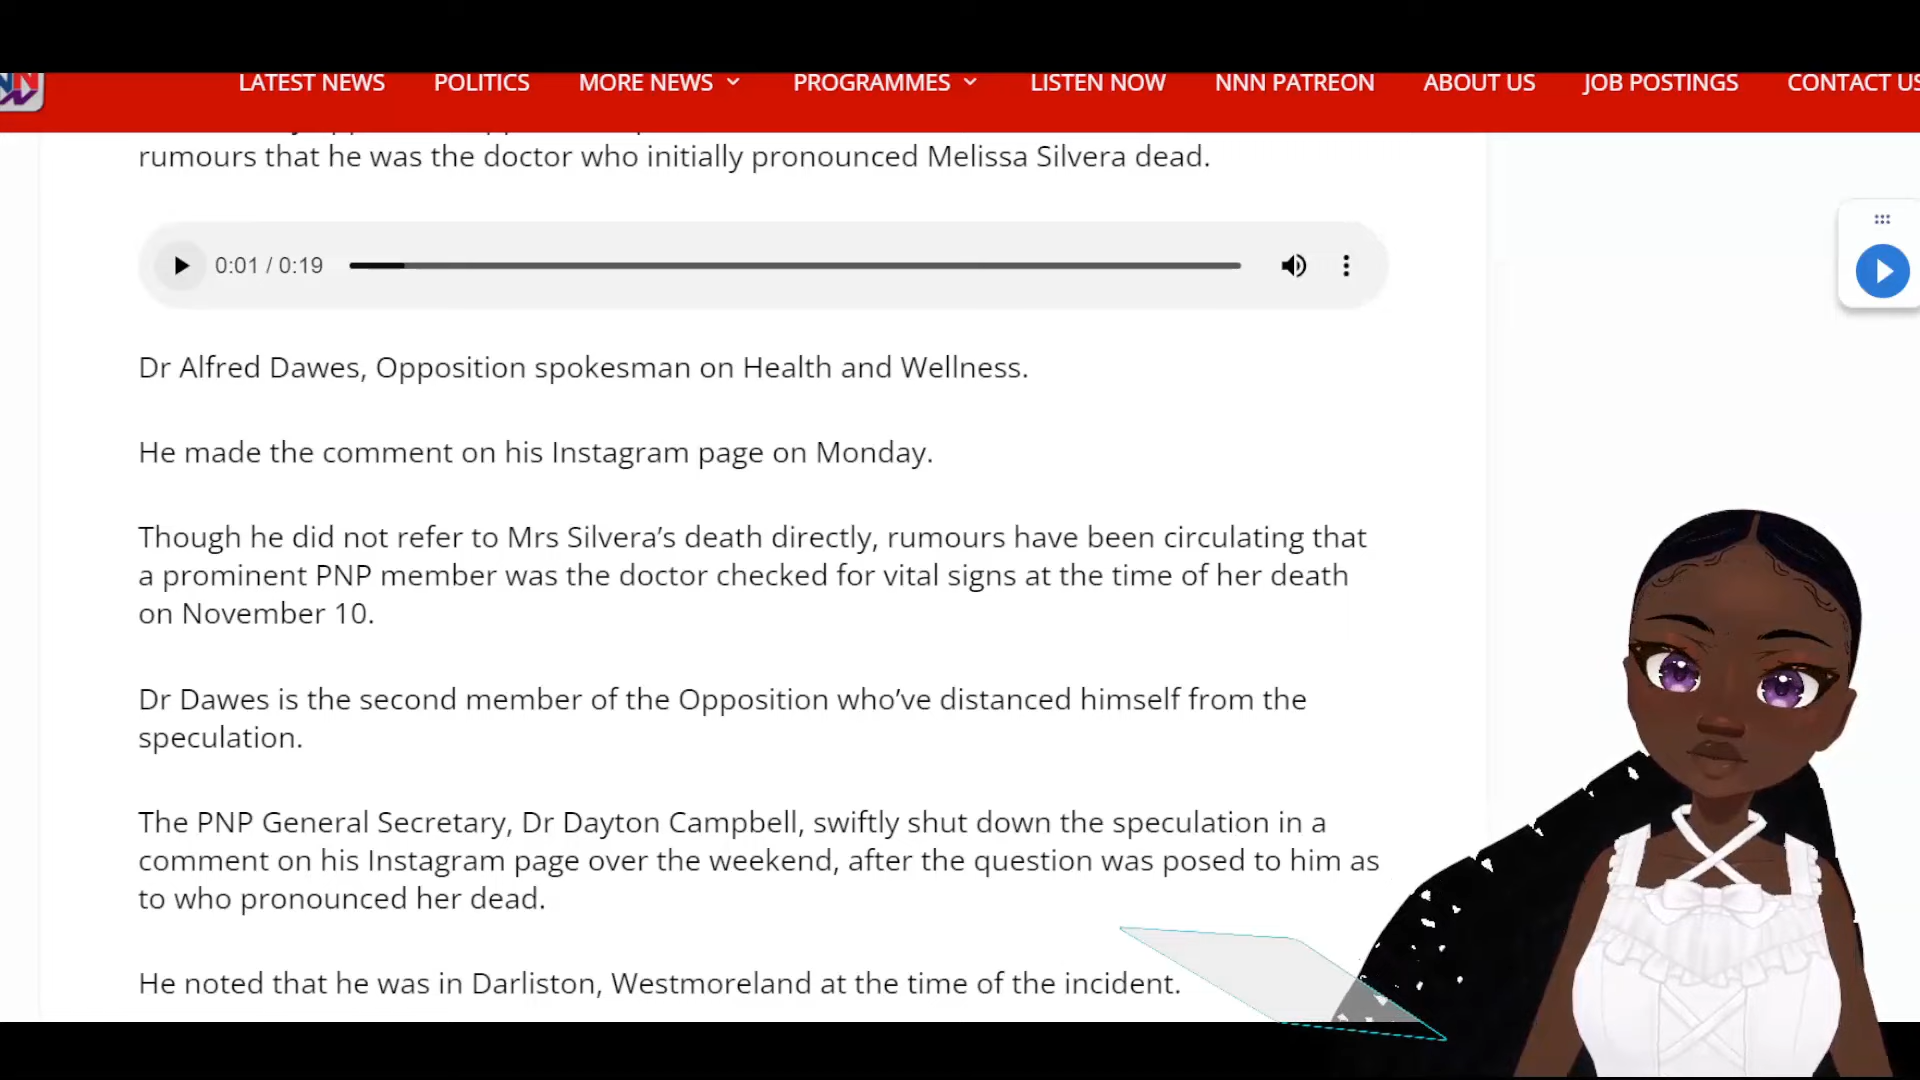 LATEST NEWS POLITICS MORE NEWS PROGRAMMES LISTEN NOW NNN PATREON ABOUT US JOB POSTINGS CONTACT US
rumours that he was the doctor who initially pronounced Melissa Silvera dead.
0:01 / 0:19
Dr Alfred Dawes, Opposition spokesman on Health and Wellness.
He made the comment on his Instagram page on Monday.
Though he did not refer to Mrs Silvera’s death directly, rumours have been circulating that
a prominent PNP member was the doctor checked for vital signs at the time of her death
on November 10.
Dr Dawes is the second member of the Opposition who’ve distanced himself from the
speculation.
The PNP General Secretary, Dr Dayton Campbell, swiftly shut down the speculation in a
comment on his Instagram page over the weekend, after the question was posed to him as
to who pronounced her dead.
He noted that he was in Darliston, Westmoreland at the time of the incident.